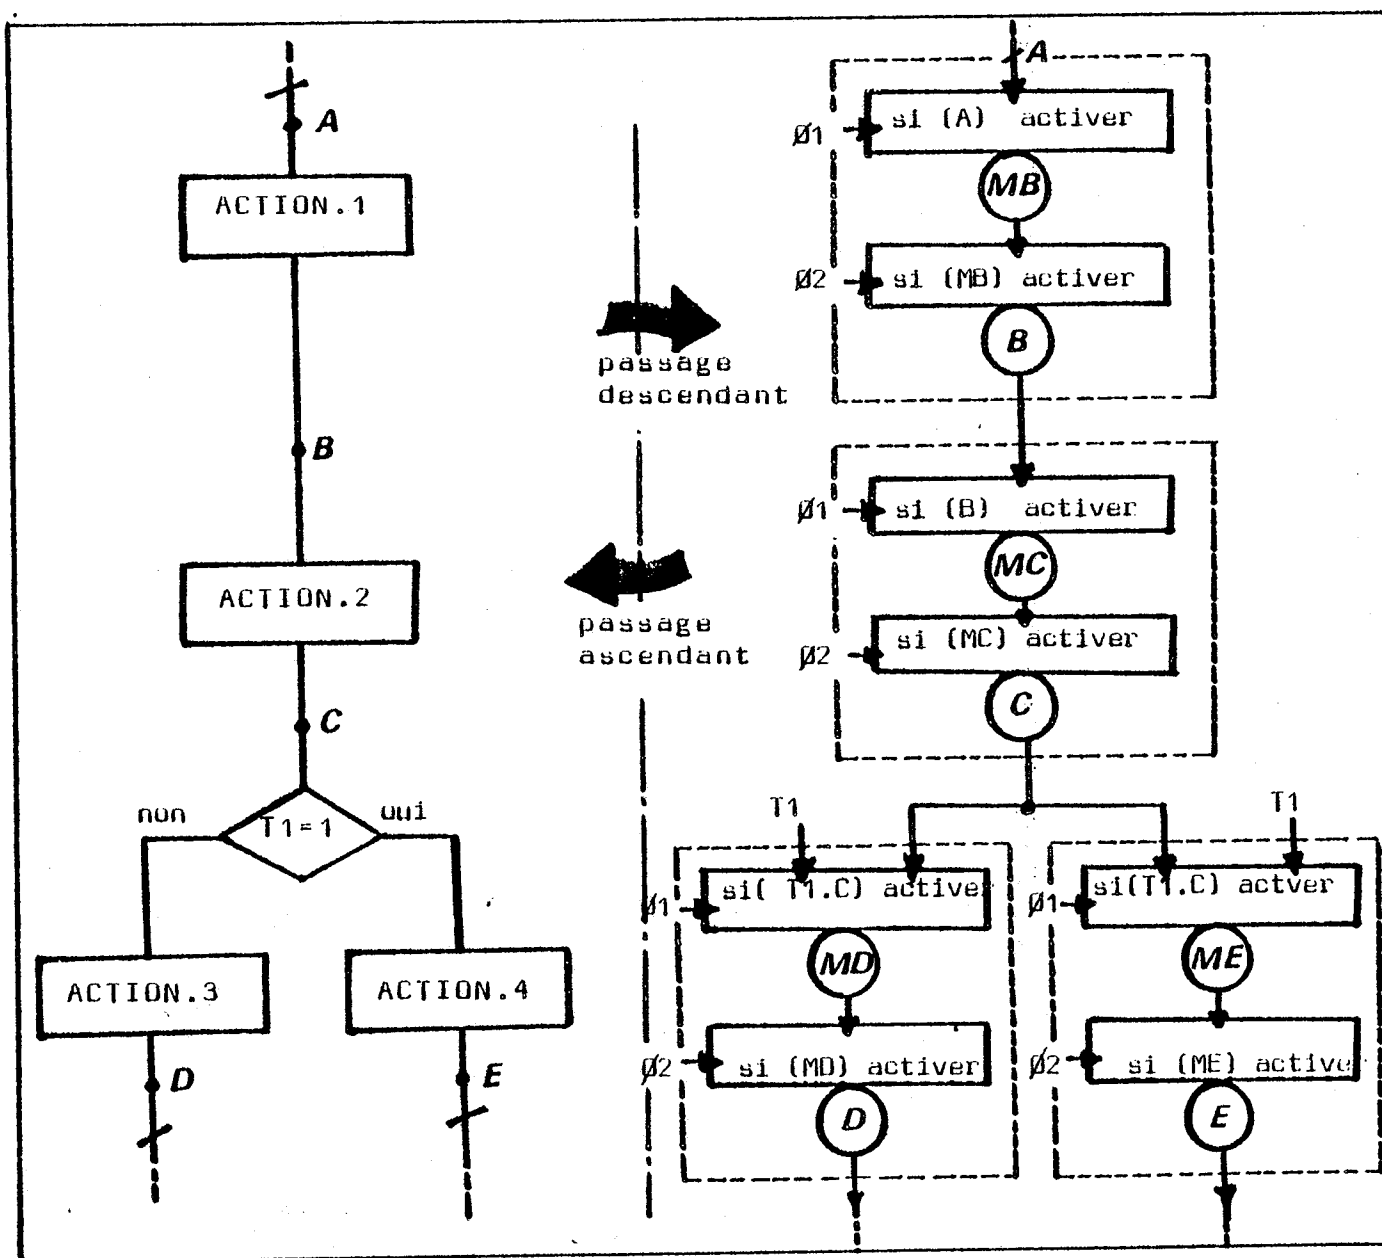 A
ACTION.1
B
ACTION.2
C
non
T1=1
oui
ACTION.3
ACTION.4
D
E
passage
descendant
passage
ascendant
A
Ø1
si (A) activer
MB
Ø2
si (MB) activer
B
Ø1
si (B) activer
MC
Ø2
si (MC) activer
C
T1
Ø1
si( T1.C) activer
MD
Ø2
si (MD) activer
D
T1
Ø1
si(T1.C) actver
ME
Ø2
si (ME) active
E